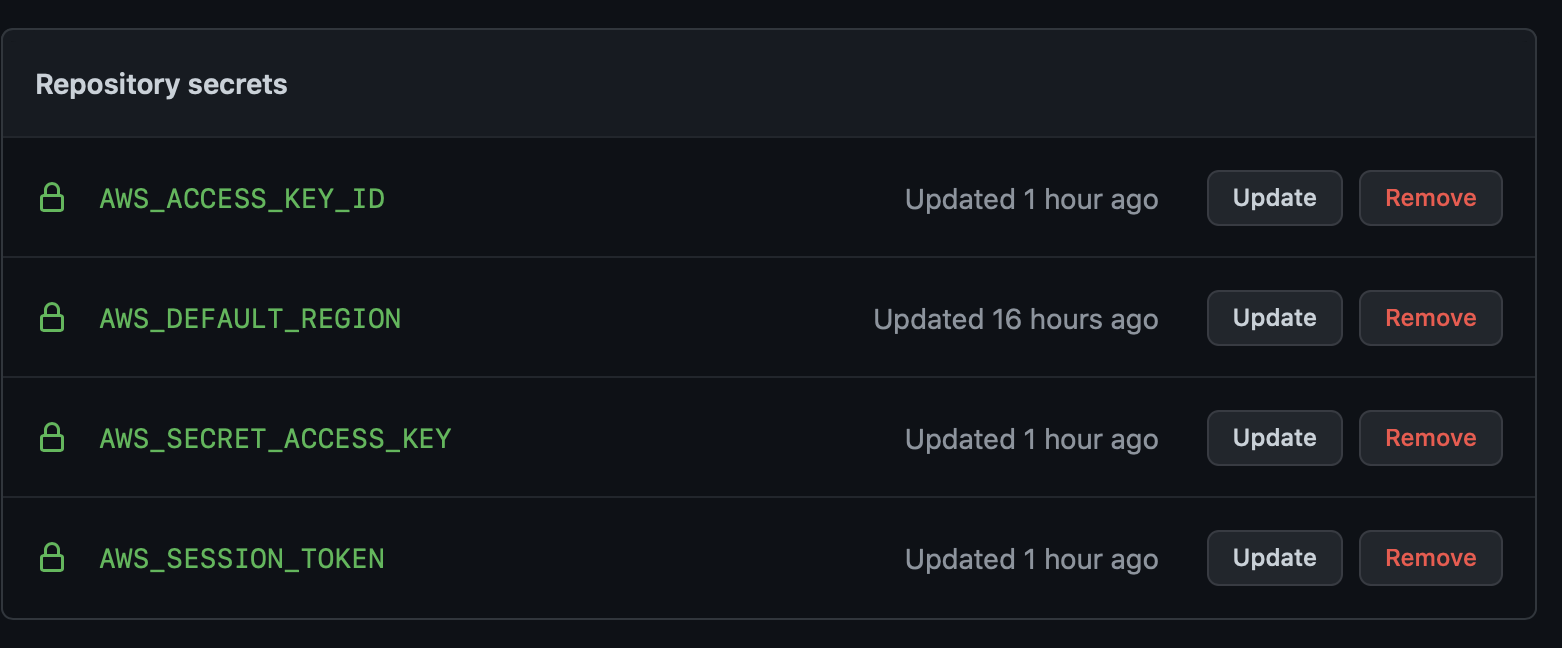 Repository secrets
AWS_ACCESS_KEY_ID Updated 1 hour ago Update Remove
AWS_DEFAULT_REGION Updated 16 hours ago Update Remove
AWS_SECRET_ACCESS_KEY Updated 1 hour ago Update Remove
AWS_SESSION_TOKEN Updated 1 hour ago Update Remove